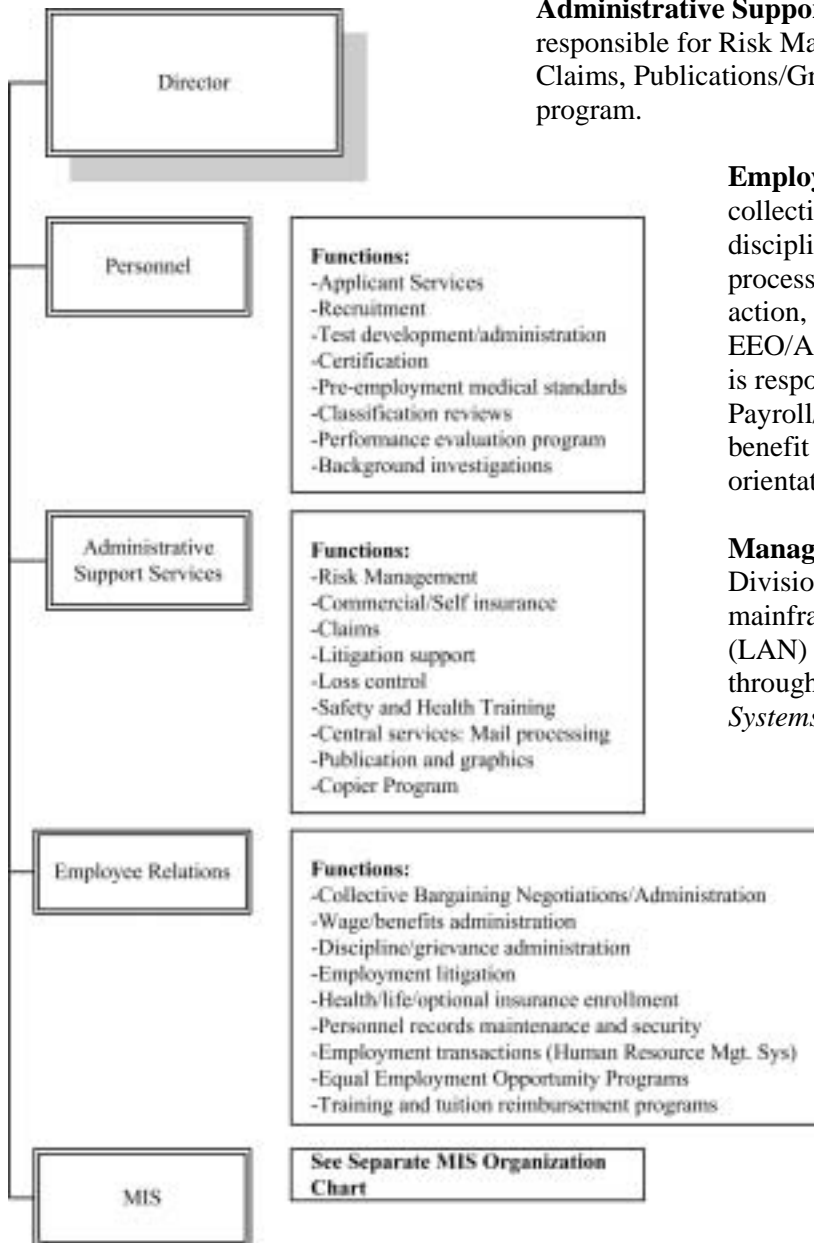 Director
Personnel
Functions:
-Applicant Services
-Recruitment
-Test development/administration
-Certification
-Pre-employment medical standards
-Classification reviews
-Performance evaluation program
-Background investigations
Administrative
Support Services
Functions:
-Risk Management
-Commercial/Self insurance
-Claims
-Litigation support
-Loss control
-Safety and Health Training
-Central services: Mail processing
-Publication and graphics
-Copier Program
Employee Relations
Functions:
-Collective Bargaining Negotiations/Administration
-Wage/benefits administration
-Discipline/grievance administration
-Employment litigation
-Health/life/optional insurance enrollment
-Personnel records maintenance and security
-Employment transactions (Human Resource Mgt. Sys)
-Equal Employment Opportunity Programs
-Training and tuition reimbursement programs
MIS
See Separate MIS Organization
Chart
Administrative Suppor
responsible for Risk Ma
Claims, Publications/Gr
program.
Employ
collecti
discipli
process
action,
EEO/A
is respo
Payroll/
benefit
orientat
Manag
Divisio
mainfra
(LAN)
through
Systems